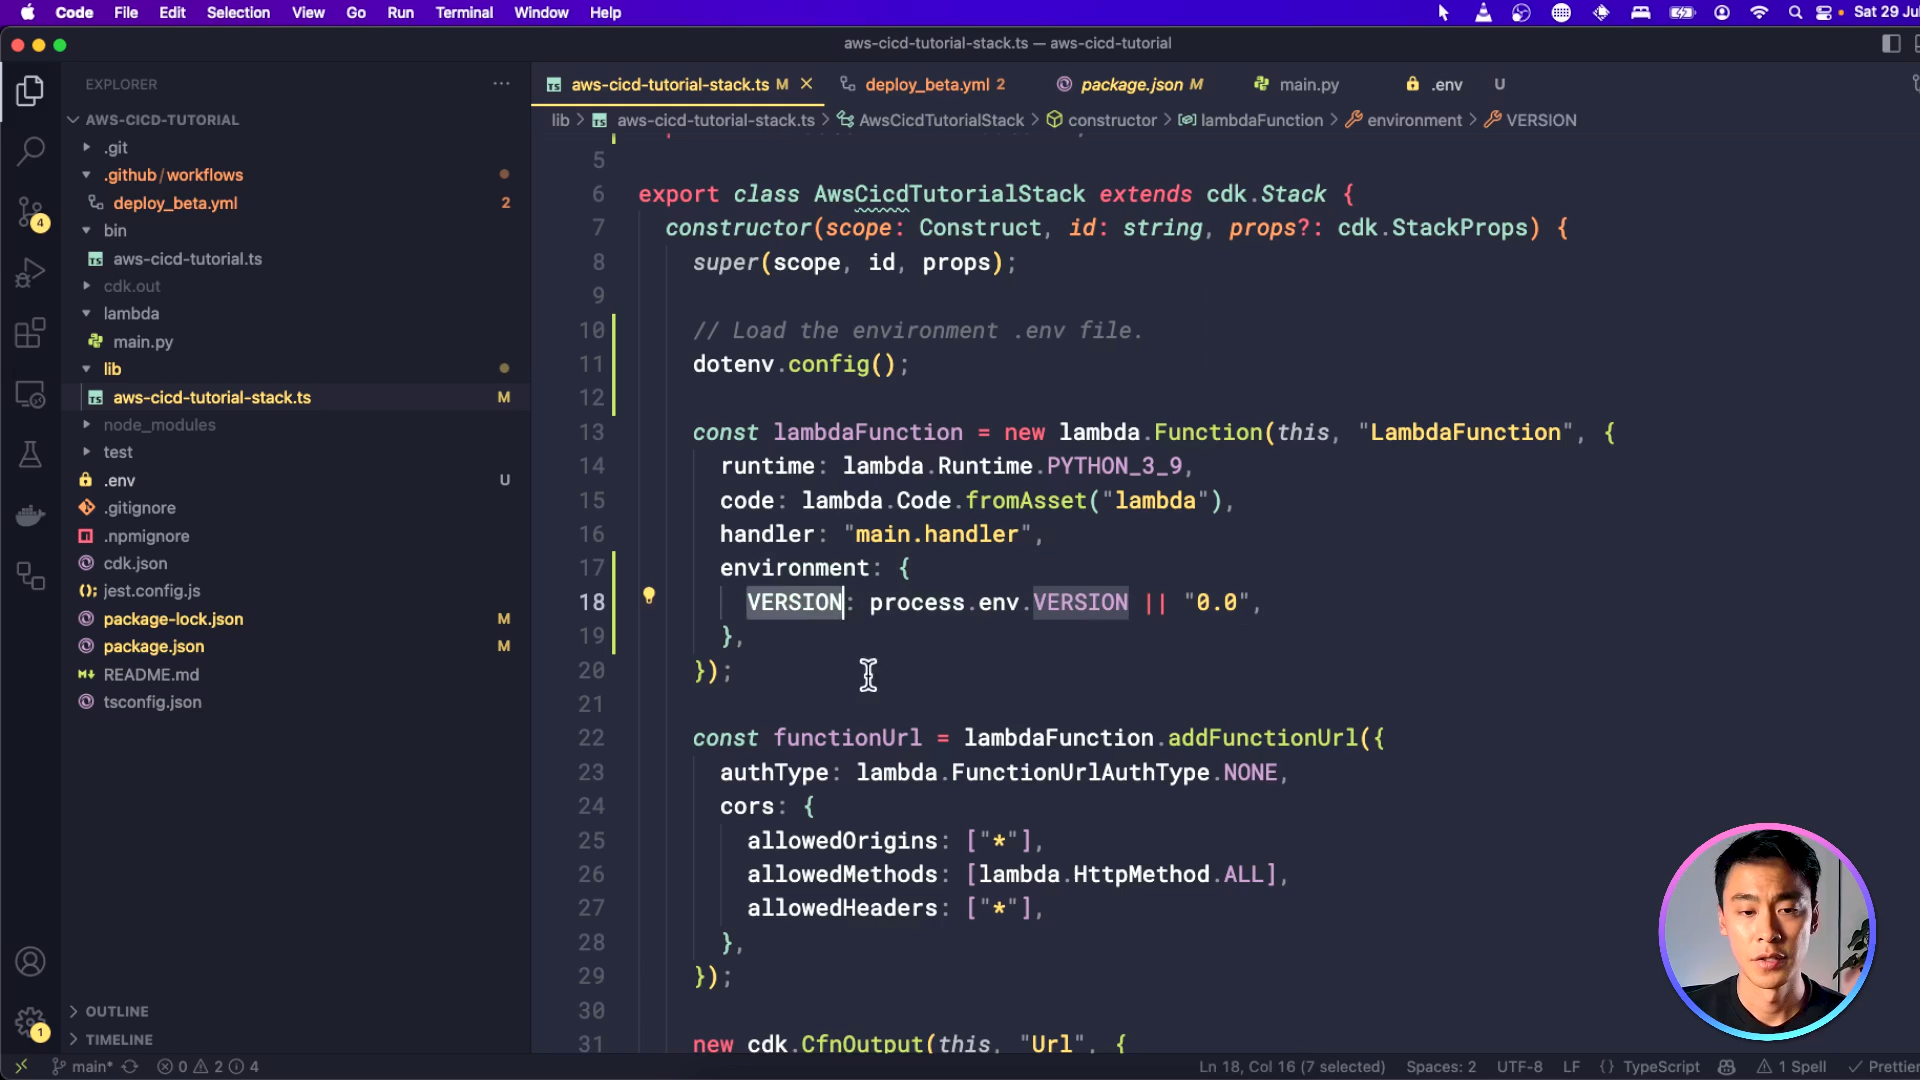 Code File Edit Selection View Go Run Terminal Window Help Sat 29 Jul
aws-cicd-tutorial-stack.ts — aws-cicd-tutorial
EXPLORER ···
aws-cicd-tutorial-stack.ts M × deploy_beta.yml 2 package.json M main.py .env U
lib > aws-cicd-tutorial-stack.ts > AwsCicdTutorialStack > constructor > lambdaFunction > environment > VERSION
AWS-CICD-TUTORIAL
.git
.github/workflows
deploy_beta.yml 2
bin
aws-cicd-tutorial.ts
cdk.out
lambda
main.py
lib
aws-cicd-tutorial-stack.ts M
node_modules
test
.env U
.gitignore
.npmignore
cdk.json
jest.config.js
package-lock.json M
package.json M
README.md
tsconfig.json
OUTLINE
TIMELINE
4
1
5
6 export class AwsCicdTutorialStack extends cdk.Stack {
7 constructor(scope: Construct, id: string, props?: cdk.StackProps) {
8 super(scope, id, props);
9
10 // Load the environment .env file.
11 dotenv.config();
12
13 const lambdaFunction = new lambda.Function(this, "LambdaFunction", {
14 runtime: lambda.Runtime.PYTHON_3_9,
15 code: lambda.Code.fromAsset("lambda"),
16 handler: "main.handler",
17 environment: {
18 VERSION: process.env.VERSION || "0.0",
19 },
20 });
21
22 const functionUrl = lambdaFunction.addFunctionUrl({
23 authType: lambda.FunctionUrlAuthType.NONE,
24 cors: {
25 allowedOrigins: ["*"],
26 allowedMethods: [lambda.HttpMethod.ALL],
27 allowedHeaders: ["*"],
28 },
29 });
30
31 new cdk.CfnOutput(this, "Url", {
main* 0 2 4 Ln 18, Col 16 (7 selected) Spaces: 2 UTF-8 LF {} TypeScript 1 Spell Prettier